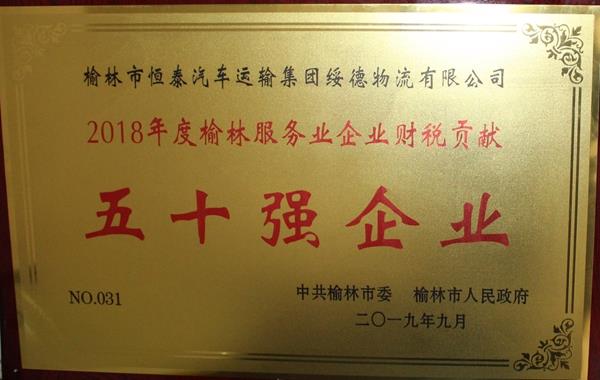 榆林市恒泰汽车运输集团绥德物流有限公司
2018年度榆林服务业企业财税贡献
五十强企业
NO.031
中共榆林市委 榆林市人民政府
二〇一九年九月